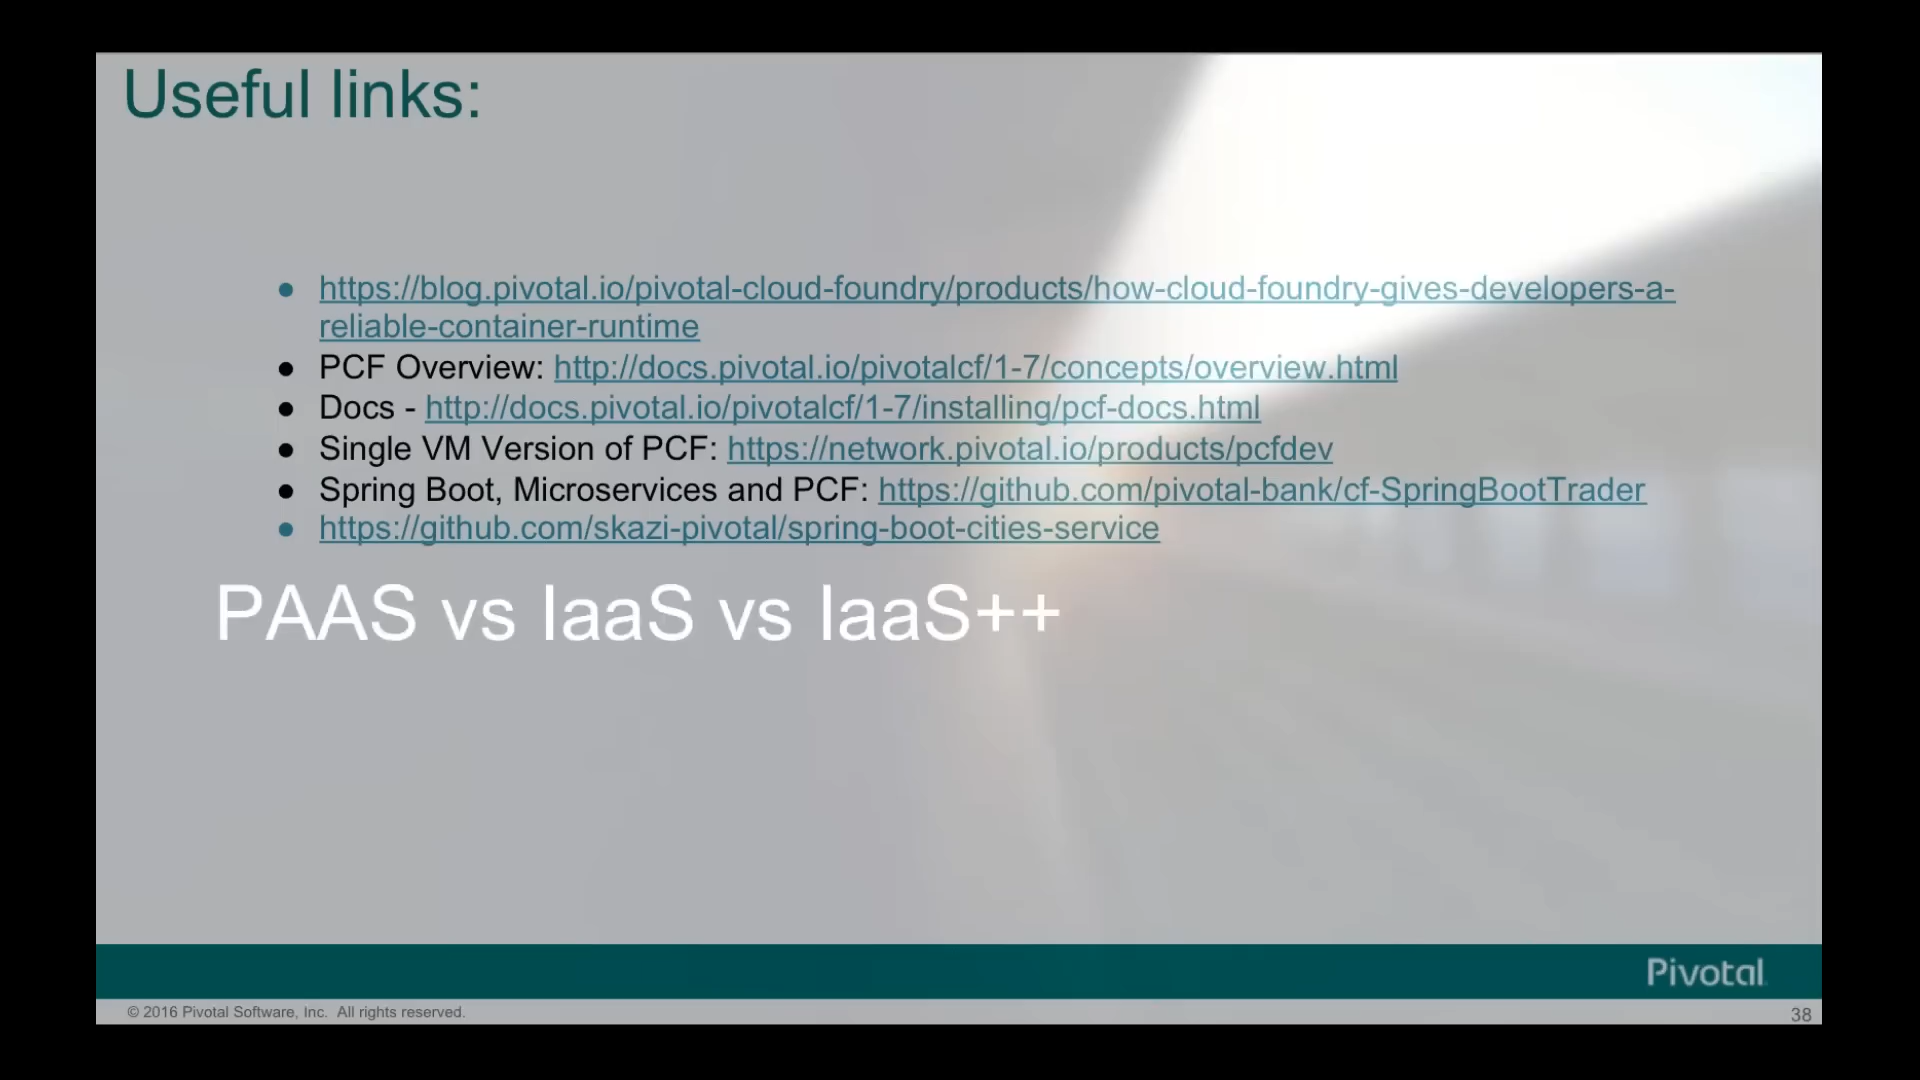 Useful links:
● https://blog.pivotal.io/pivotal-cloud-foundry/products/how-cloud-foundry-gives-developers-a-
reliable-container-runtime
● PCF Overview: http://docs.pivotal.io/pivotalcf/1-7/concepts/overview.html
● Docs - http://docs.pivotal.io/pivotalcf/1-7/installing/pcf-docs.html
● Single VM Version of PCF: https://network.pivotal.io/products/pcfdev
● Spring Boot, Microservices and PCF: https://github.com/pivotal-bank/cf-SpringBootTrader
● https://github.com/skazi-pivotal/spring-boot-cities-service
PAAS vs IaaS vs IaaS++
Pivotal
© 2016 Pivotal Software, Inc. All rights reserved.
38